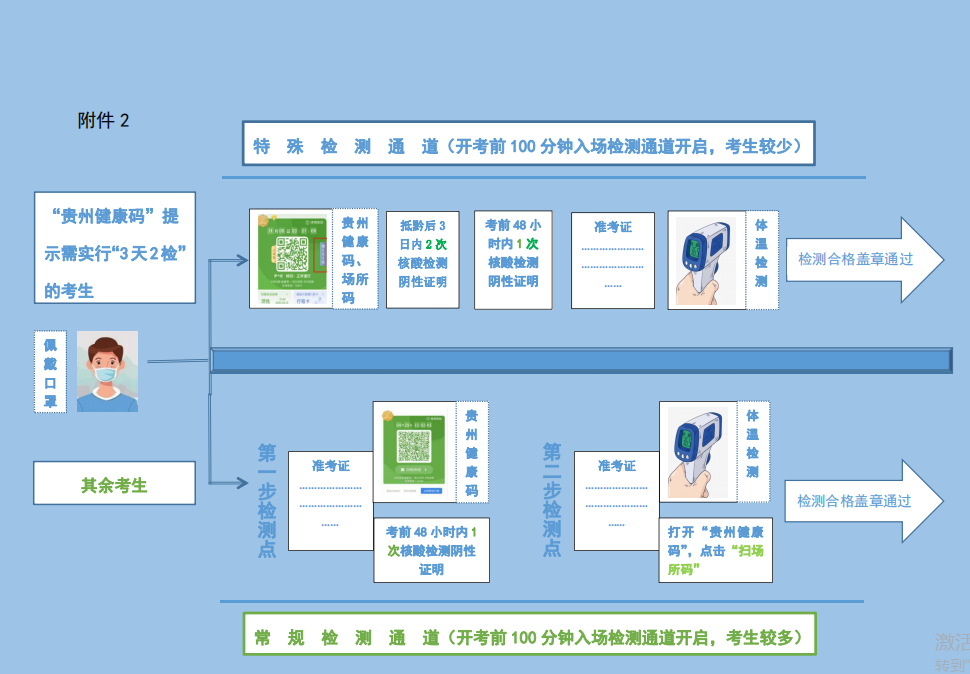 附件 2
特 殊 检 测 通 道（开考前 100 分钟入场检测通道开启，考生较少）
“贵州健康码”提
示需实行“3 天 2 检”
的考生
贵州
健康
码、
场所
码
抵黔后 3
日内 2 次
核酸检测
阴性证明
考前 48 小
时内 1 次
核酸检测
阴性证明
准考证
…………………
…………………
……
体
温
检
测
检测合格盖章通过
佩
戴
口
罩
其余考生
第一步检测点
准考证
…………………
…………………
……
贵
州
健
康
码
考前 48 小时内 1
次核酸检测阴性
证明
第二步检测点
准考证
…………………
…………………
……
体
温
检
测
打开“贵州健康
码”，点击“扫场
所码”
检测合格盖章通过
常 规 检 测 通 道（开考前 100 分钟入场检测通道开启，考生较多）
激活
转到"